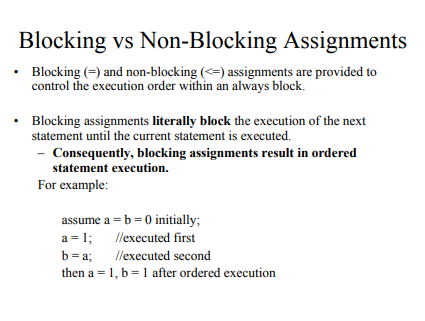 Blocking vs Non-Blocking Assignments
• Blocking (=) and non-blocking (<=) assignments are provided to
control the execution order within an always block.
• Blocking assignments literally block the execution of the next
statement until the current statement is executed.
– Consequently, blocking assignments result in ordered
statement execution.
For example:
assume a = b = 0 initially;
a = 1; //executed first
b = a; //executed second
then a = 1, b = 1 after ordered execution